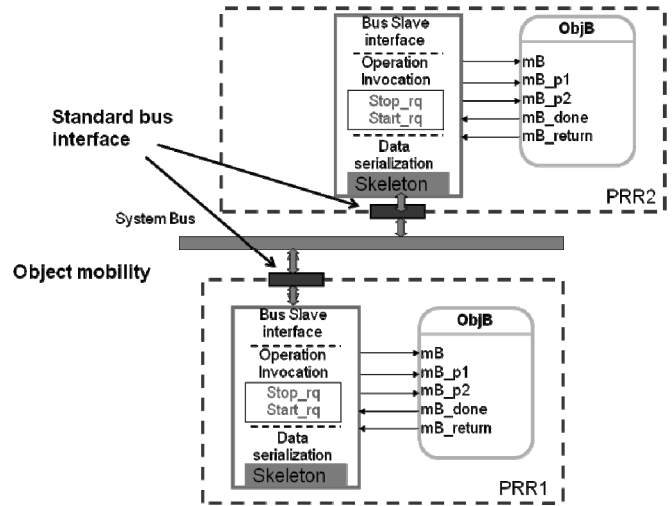 Bus Slave
interface
Operation
Invocation
Stop_rq
Start_rq
Data
serialization
Skeleton
ObjB
mB
mB_p1
mB_p2
mB_done
mB_return
PRR2
Standard bus
interface
System Bus
Object mobility
Bus Slave
interface
Operation
Invocation
Stop_rq
Start_rq
Data
serialization
Skeleton
ObjB
mB
mB_p1
mB_p2
mB_done
mB_return
PRR1